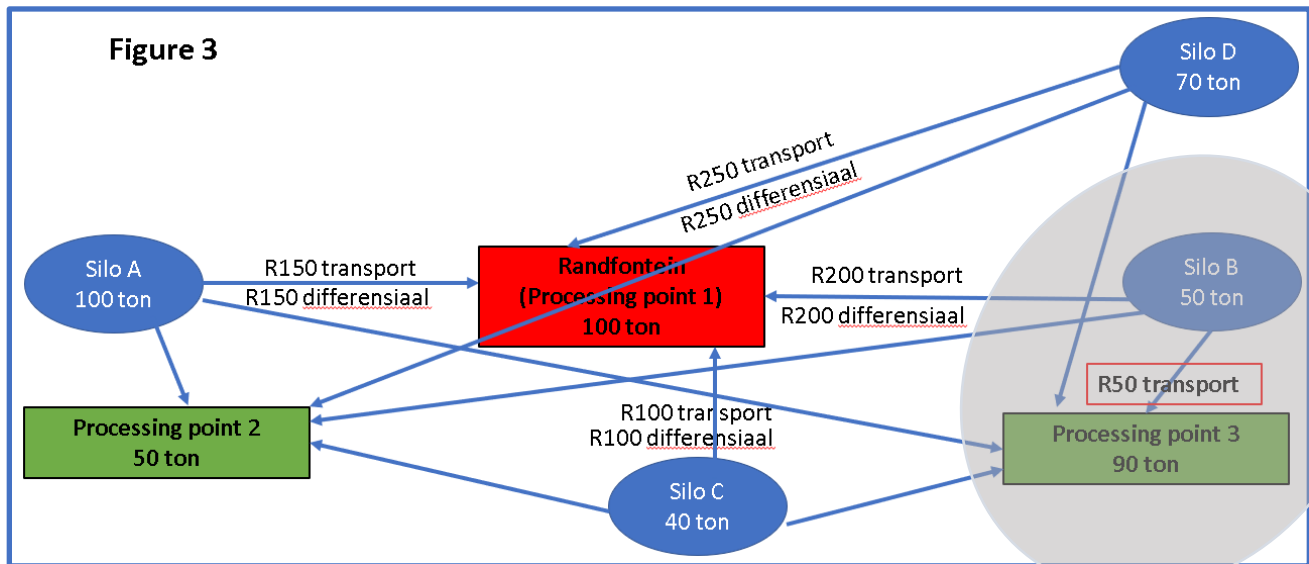 Figure 3
Silo D
70 ton
R250 transport
R250 differensiaal
Silo A
100 ton
R150 transport
R150 differensiaal
Randfontein
(Processing point 1)
100 ton
R200 transport
R200 differensiaal
Silo B
50 ton
R50 transport
Processing point 2
50 ton
R100 transport
R100 differensiaal
Processing point 3
90 ton
Silo C
40 ton